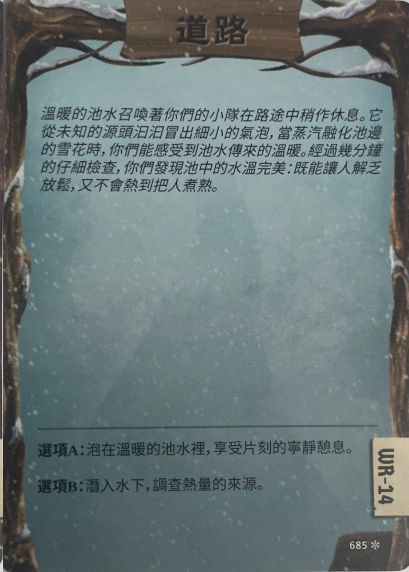 道路
溫暖的池水召喚著你們的小隊在路途中稍作休息。它
從未知的源頭汩汩冒出細小的氣泡，當蒸汽融化池邊
的雪花時，你們能感受到池水傳來的溫暖。經過幾分鐘
的仔細檢查，你們發現池中的水溫完美：既能讓人解乏
放鬆，又不會熱到把人煮熟。
選項A：泡在溫暖的池水裡，享受片刻的寧靜憩息。
選項B：潛入水下，調查熱量的來源。
WR-14
685